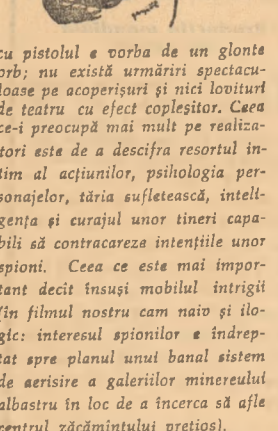 cu pistolul e vorba de un glonte
orb; nu există urmăriri spectacu-
loase pe acoperișuri și nici lovituri
de teatru cu efect copleșitor. Ceea
ce-i preocupă mai mult pe realiza-
tori este de a descifra resortul in-
tim al acțiunilor, psihologia per-
sonajelor, tăria sufletească, inteli-
gența și curajul unor tineri capa-
bili să contracareze intențiile unor
spioni. Ceea ce este mai impor-
tant decît însuși mobilul intrigii
(în filmul nostru cam naiv și ilo-
gic: interesul spionilor e îndrep-
tat spre planul unui banal sistem
de aerisire a galeriilor minereului
albastru în loc de a încerca să afle
centrul zăcămîntului prețios).